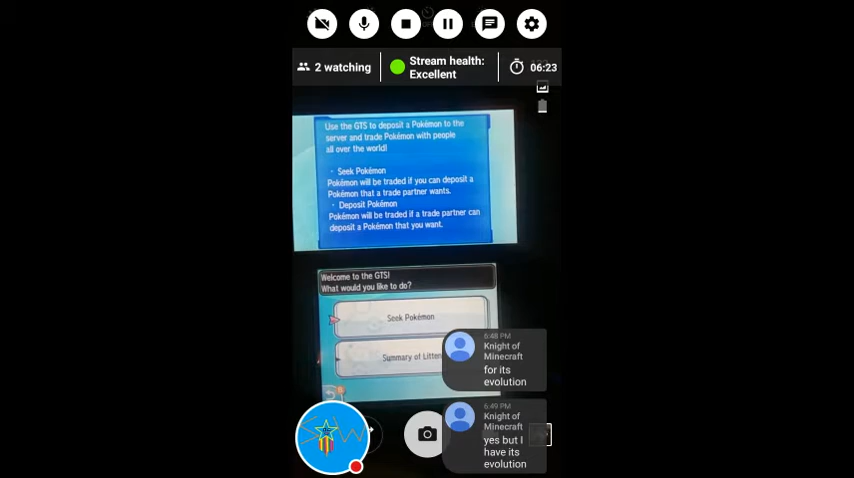 2 watching
Stream health:
Excellent
06:23
Use the GTS to deposit a Pokémon to the
server and trade Pokémon with people
all over the world!
· Seek Pokémon
Pokémon will be traded if you can deposit a
Pokémon that a trade partner wants.
· Deposit Pokémon
Pokémon will be traded if a trade partner can
deposit a Pokémon that you want.
Welcome to the GTS!
What would you like to do?
Seek Pokémon
Summary of Litten
6:48 PM
Knight of
Minecraft
for its
evolution
6:49 PM
Knight of
Minecraft
yes but I
have its
evolution